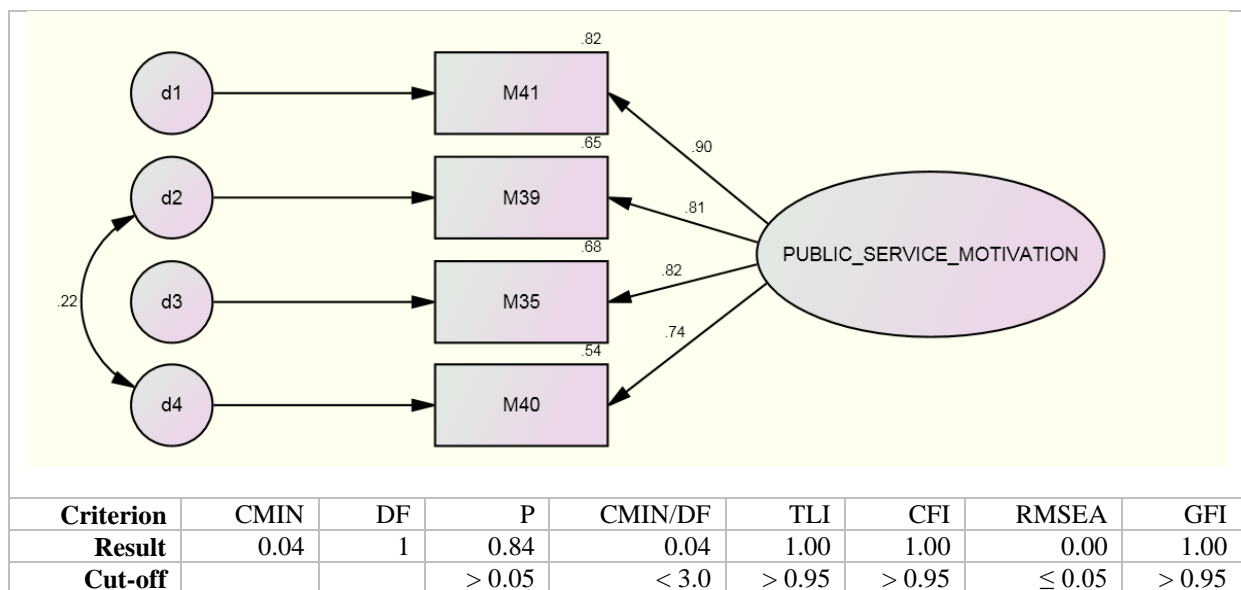 .82
d1
M41
.90
.65
d2
M39
.81
PUBLIC_SERVICE_MOTIVATION
.68
.22
d3
M35
.82
.54
.74
d4
M40
Criterion CMIN DF P CMIN/DF TLI CFI RMSEA GFI
Result 0.04 1 0.84 0.04 1.00 1.00 0.00 1.00
Cut-off > 0.05 < 3.0 > 0.95 > 0.95 ≤ 0.05 > 0.95